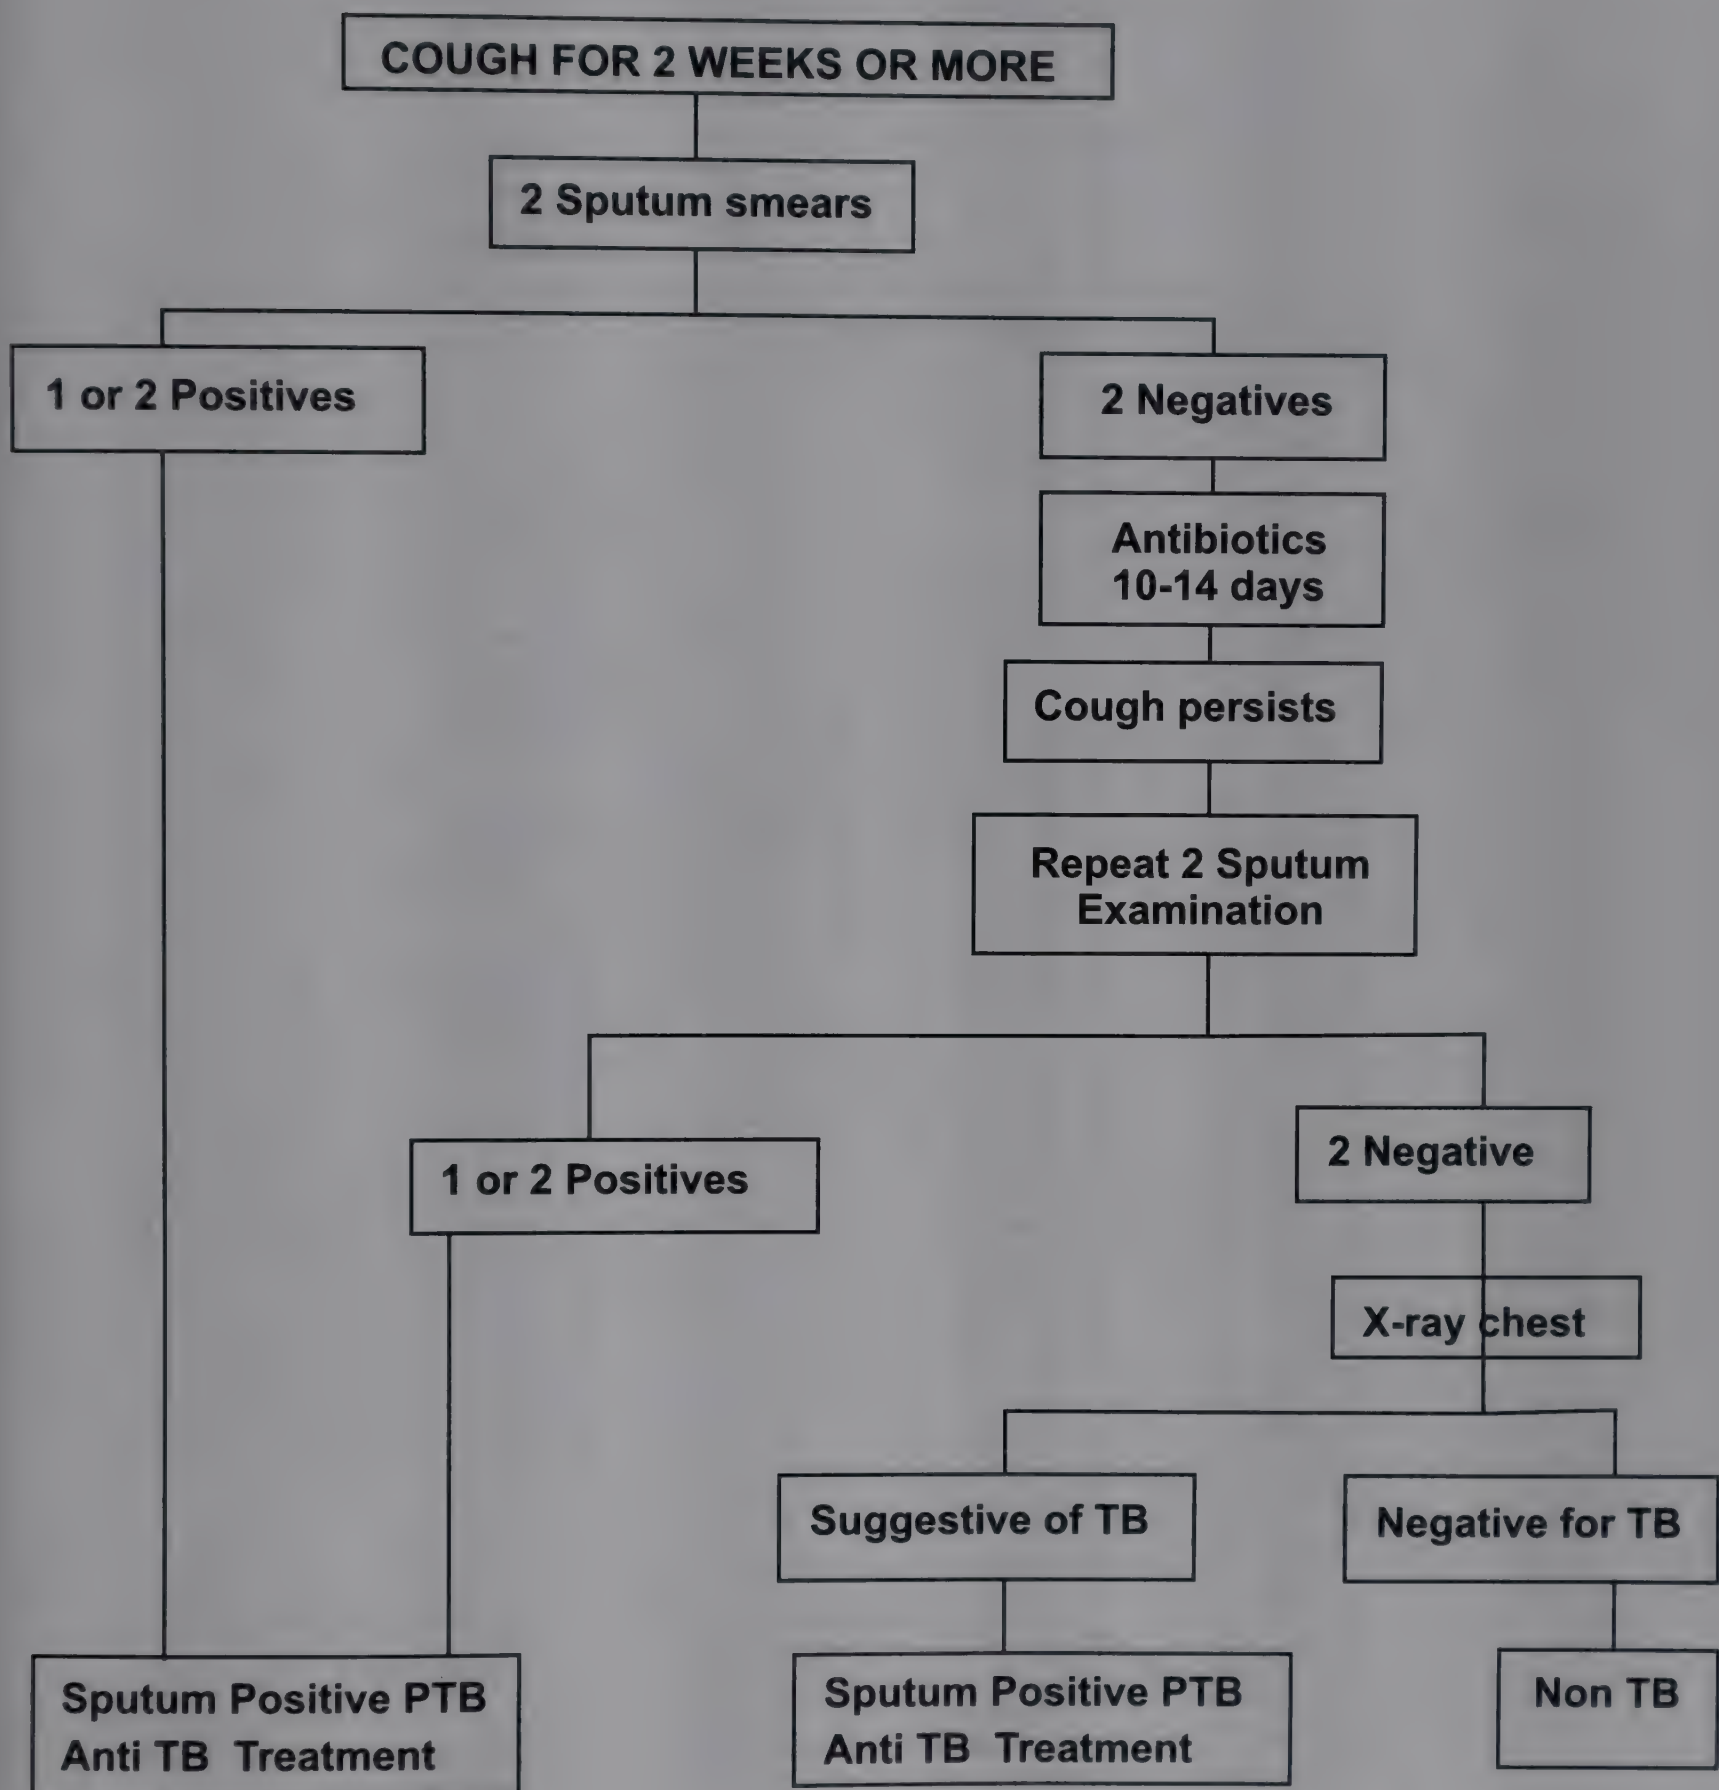 COUGH FOR 2 WEEKS OR MORE
2 Sputum smears
1 or 2 Positives
2 Negatives
Antibiotics
10-14 days
Cough persists
Repeat 2 Sputum
Examination
1 or 2 Positives
2 Negative
X-ray chest
Suggestive of TB
Negative for TB
Sputum Positive PTB
Anti TB Treatment
Sputum Positive PTB
Anti TB Treatment
Non TB